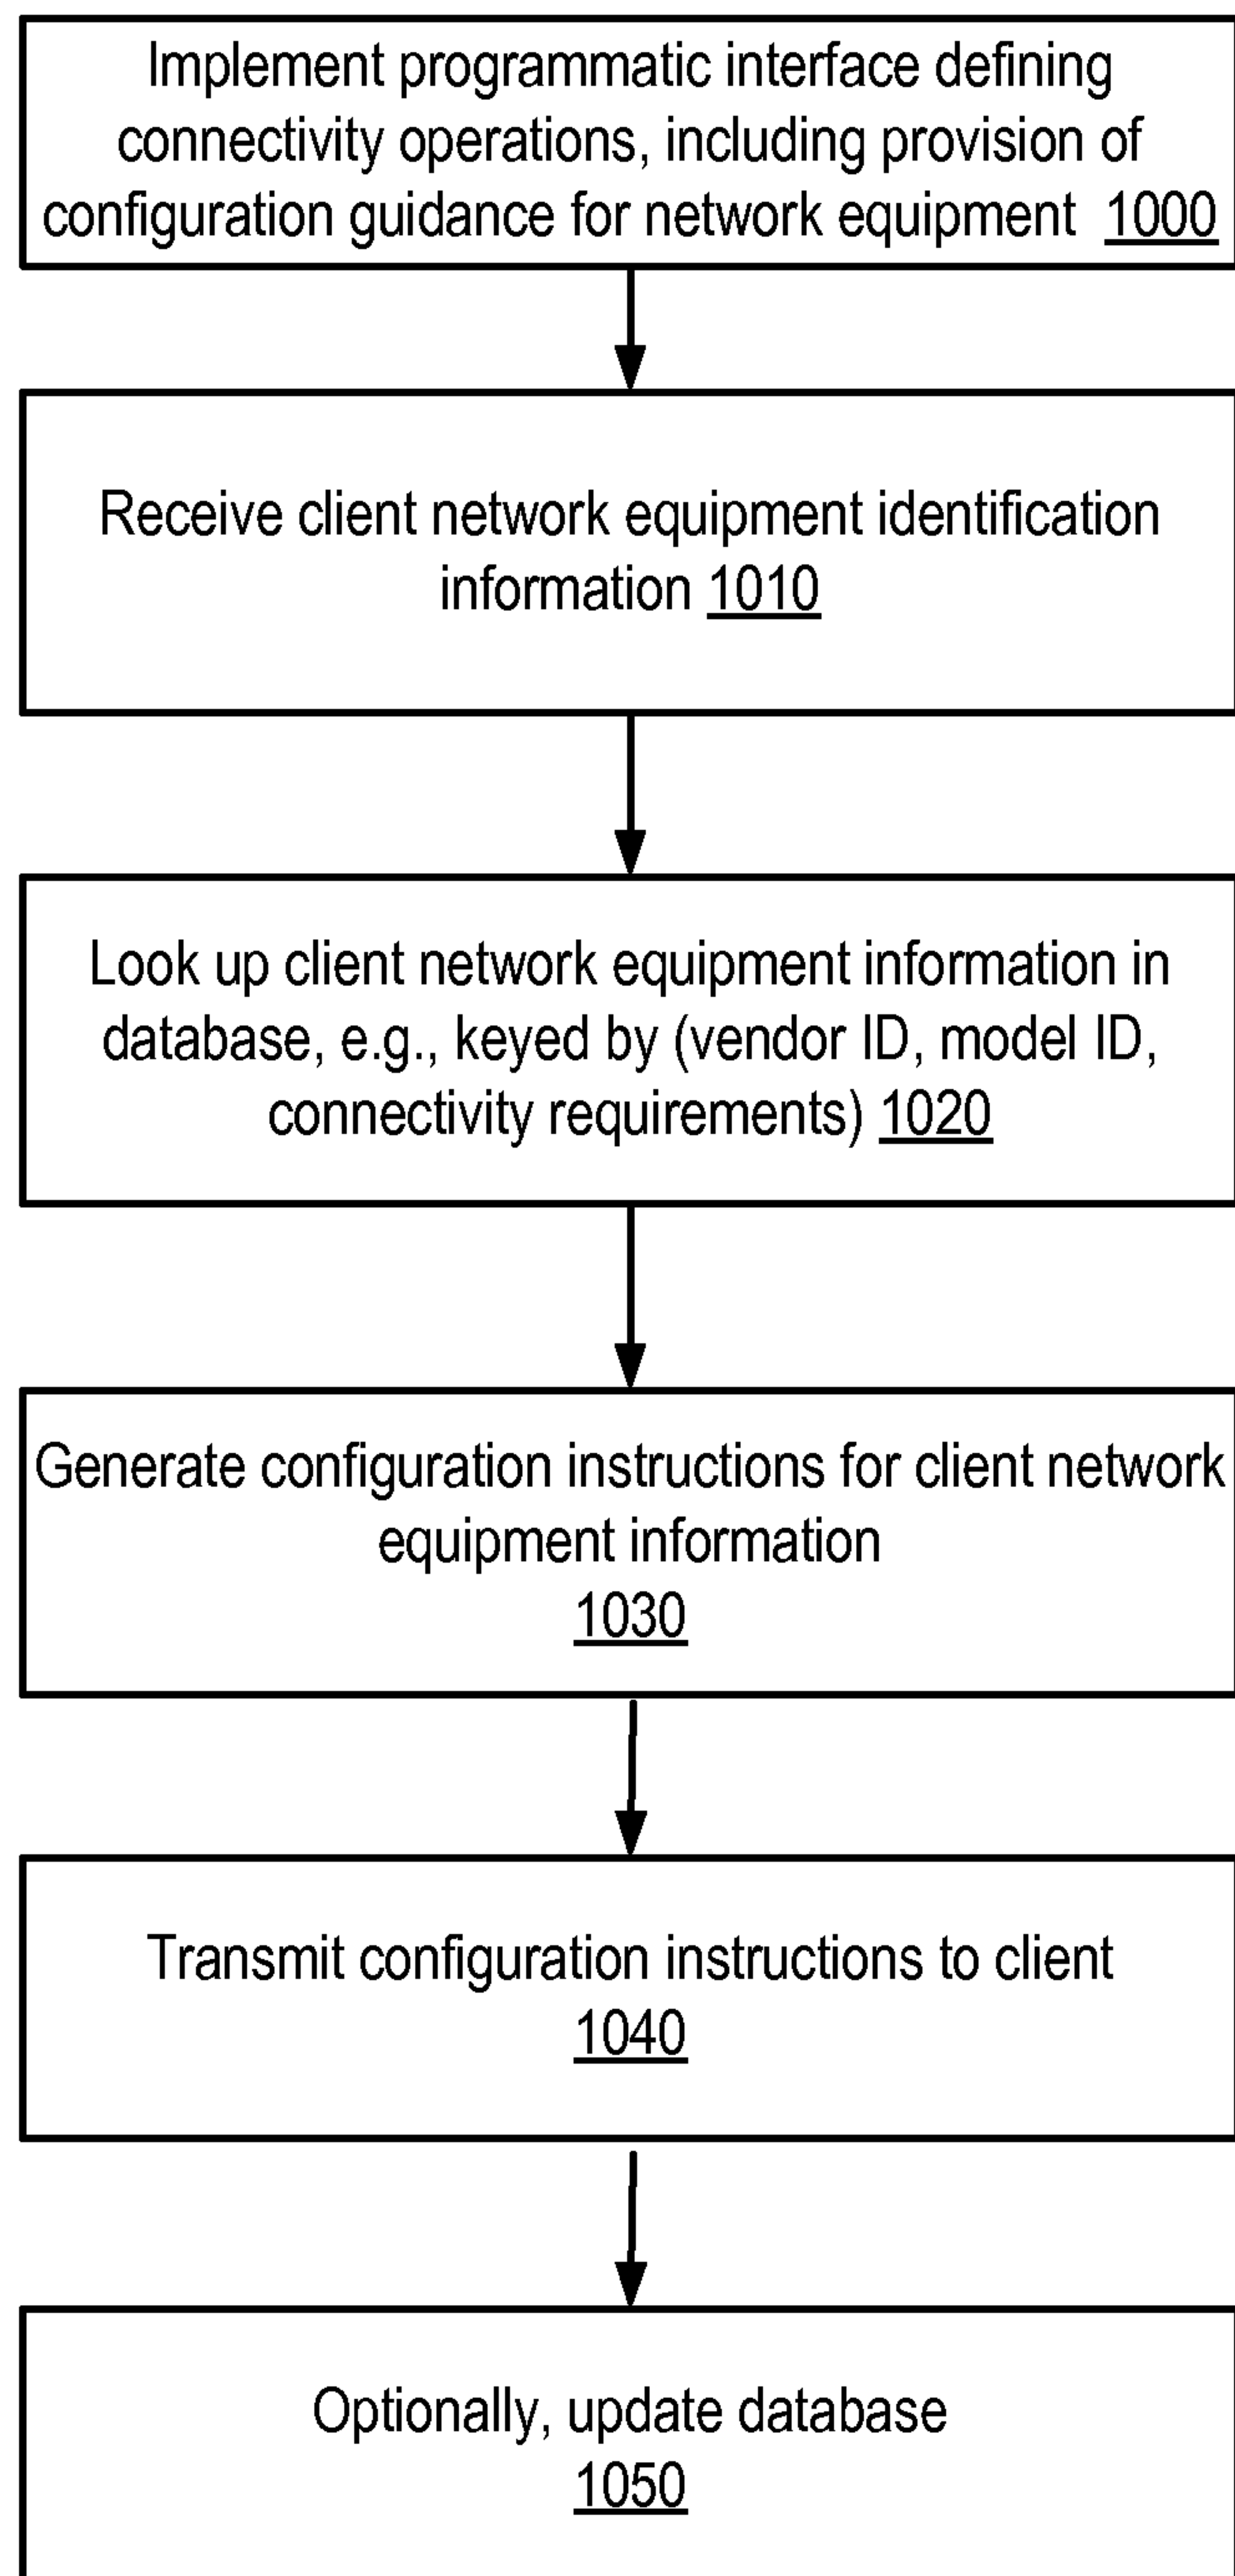 Implement programmatic interface defining
connectivity operations, including provision of
configuration guidance for network equipment 1000
Receive client network equipment identification
information 1010
Look up client network equipment information in
database, e.g., keyed by (vendor ID, model ID,
connectivity requirements) 1020
Generate configuration instructions for client network
equipment information
1030
Transmit configuration instructions to client
1040
Optionally, update database
1050